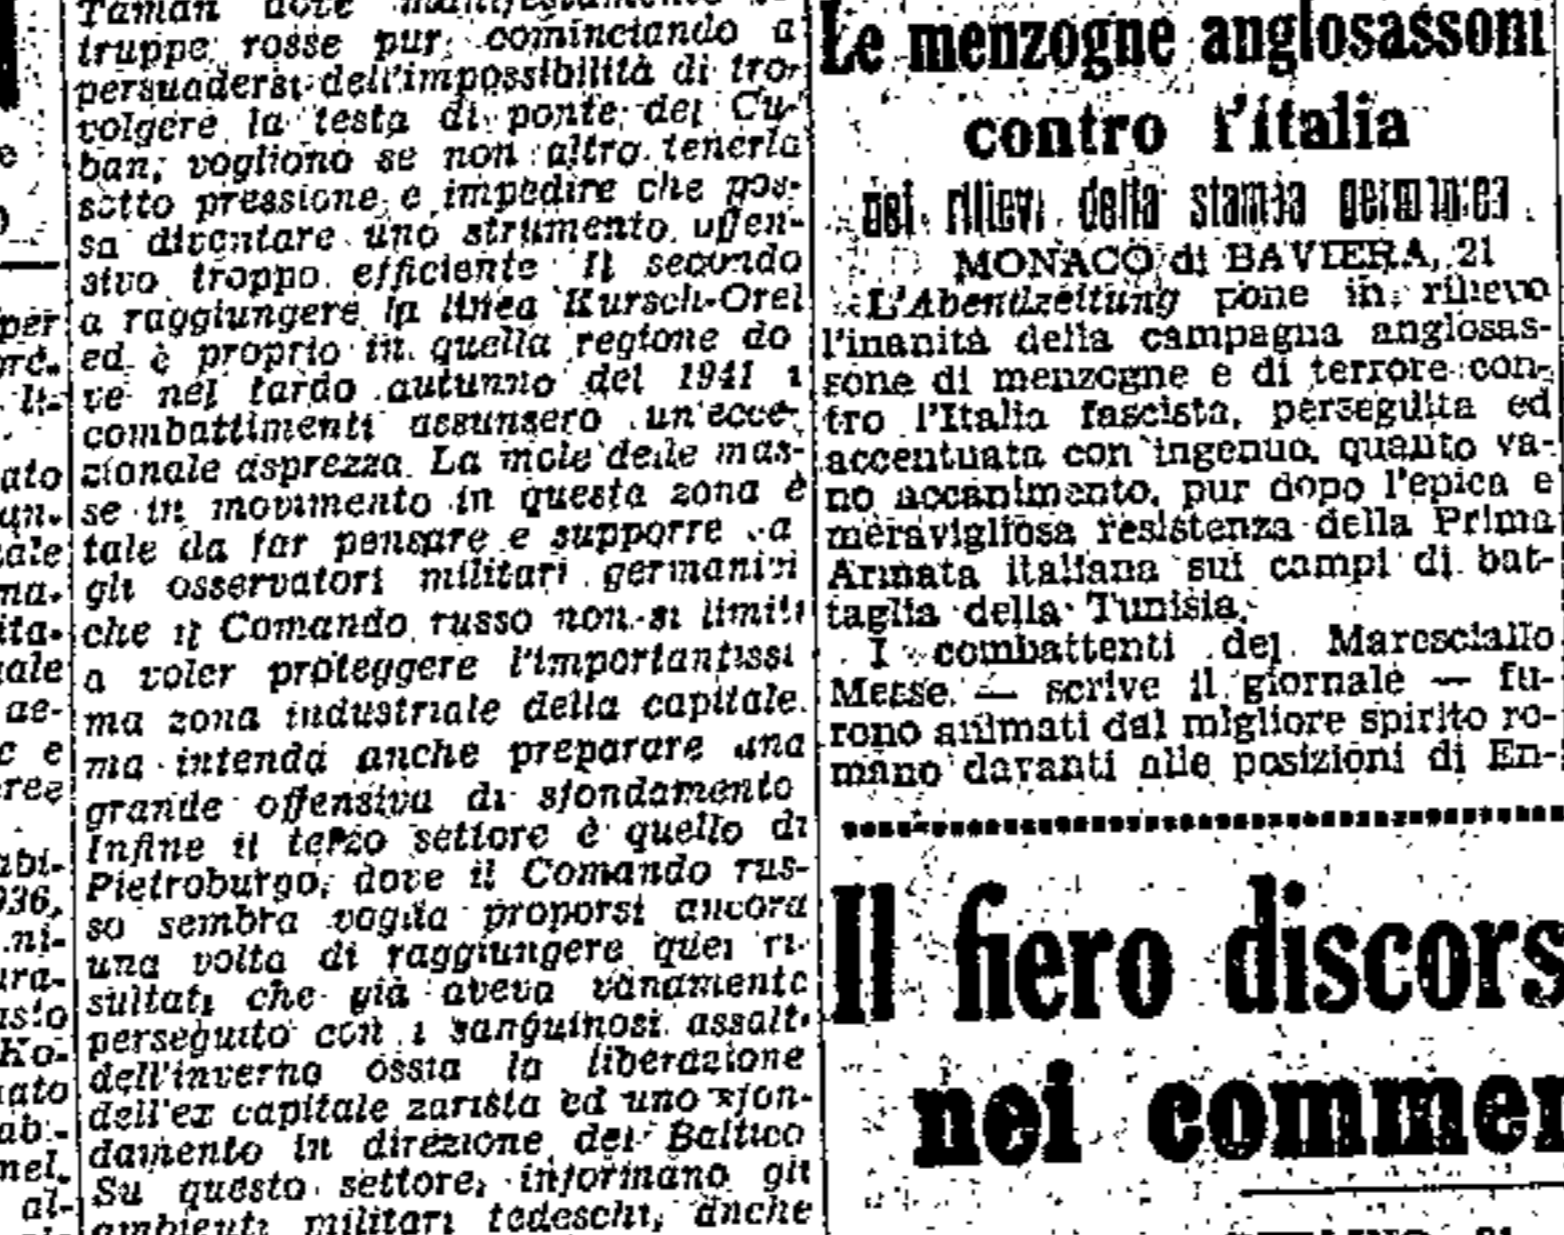 truppe rosse pur, cominciando a
persuadersi dell'impossibilità di tra-
volgere la testa di ponte del Cu-
ban, vogliono se non altro tenerla
sotto pressione e impedire che pos-
sa diventare uno strumento offen-
sivo troppo efficiente Il secondo
a raggiungere la linea Kursch-Orel
ed è proprio in quella regione do
ve nel tardo autunno del 1941 i
combattimenti assunsero un'ecce-
zionale asprezza. La mole delle mas-
se in movimento in questa zona è
tale da far pensare e supporre a
gli osservatori militari germanici
che il Comando russo non si limiti
a voler proteggere l'importantissi
ma zona industriale della capitale.
ma intenda anche preparare una
grande offensiva di sfondamento
Infine il terzo settore è quello di
Pietroburgo, dove il Comando rus-
so sembra voglia proporsi ancora
una volta di raggiungere quei ri-
sultati che già aveva vanamente
perseguito con i sanguinosi assalti
dell'inverno ossia la liberazione
dell'ex capitale zarista ed uno sfon-
damento in direzione del Baltico
Su questo settore, informano gli
ambienti militari tedeschi, anche
Le menzogne anglosassoni
contro l'Italia
nei rilievi della stampa germanica
MONACO di BAVIERA, 21
L'Abendzeitung pone in rilievo
l'inanità della campagna anglosas-
sone di menzogne e di terrore con-
tro l'Italia fascista, perseguita ed
accentuata con ingenuo, quanto va-
no accanimento, pur dopo l'epica e
meravigliosa resistenza della Prima
Armata italiana sui campi di bat-
taglia della Tunisia.
I combattenti del Maresciallo
Messe — scrive il giornale — fu-
rono animati dal migliore spirito ro-
mano davanti alle posizioni di En-
Il fiero discors
nei commen